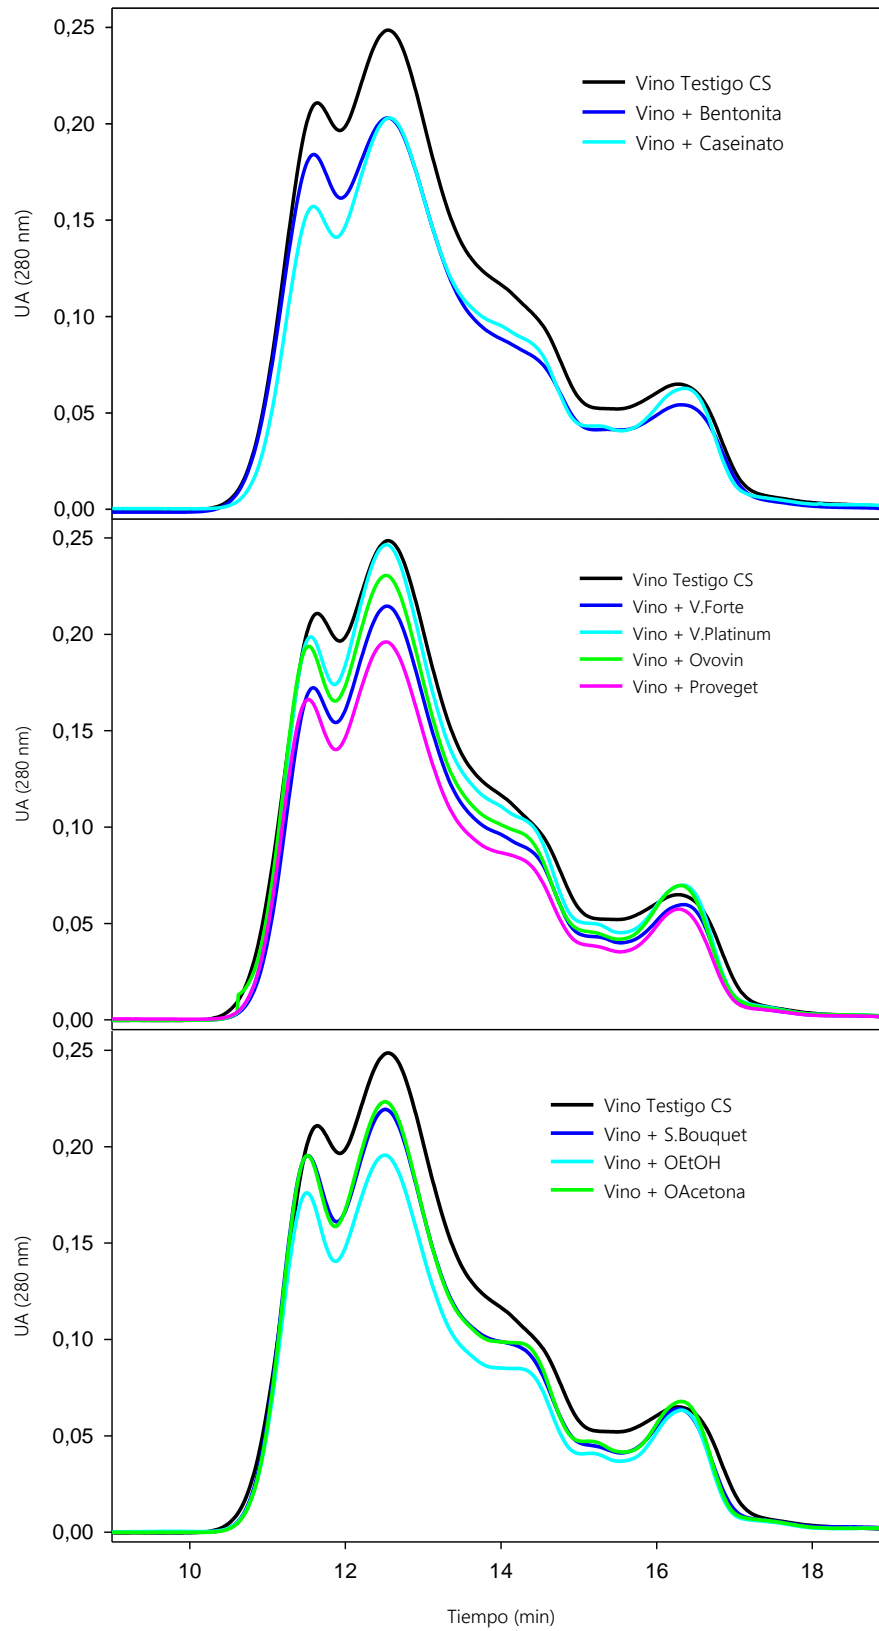 0,25
0,20
0,15
0,10
0,05
0,00
UA (280 nm)
Vino Testigo CS
Vino + Bentonita
Vino + Caseinato
0,25
0,20
0,15
0,10
0,05
0,00
UA (280 nm)
Vino Testigo CS
Vino + V.Forte
Vino + V.Platinum
Vino + Ovovin
Vino + Proveget
0,25
0,20
0,15
0,10
0,05
0,00
UA (280 nm)
Vino Testigo CS
Vino + S.Bouquet
Vino + OEtOH
Vino + OAcetona
10 12 14 16 18
Tiempo (min)